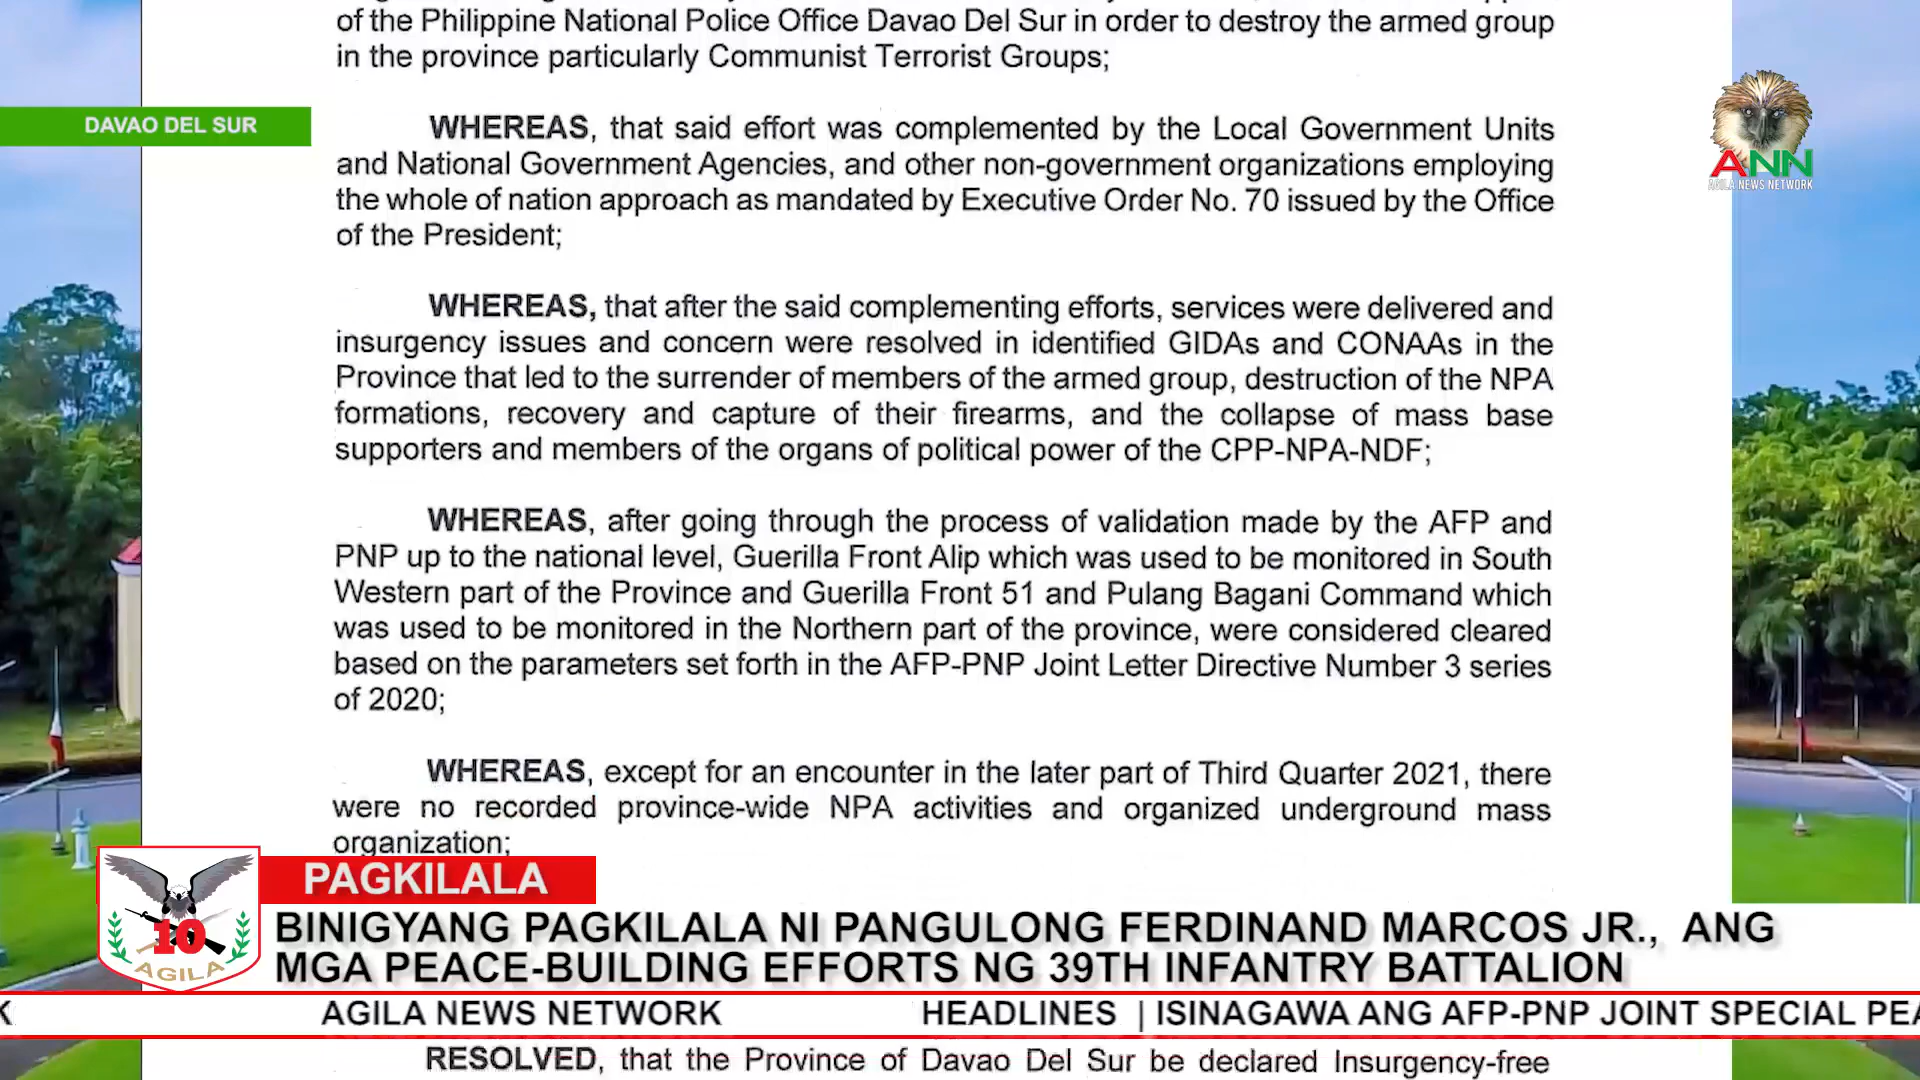 of the Philippine National Police Office Davao Del Sur in order to destroy the armed group
in the province particularly Communist Terrorist Groups;
DAVAO DEL SUR
ANN
AGILA NEWS NETWORK
WHEREAS, that said effort was complemented by the Local Government Units
and National Government Agencies, and other non-government organizations employing
the whole of nation approach as mandated by Executive Order No. 70 issued by the Office
of the President;
WHEREAS, that after the said complementing efforts, services were delivered and
insurgency issues and concern were resolved in identified GIDAs and CONAAs in the
Province that led to the surrender of members of the armed group, destruction of the NPA
formations, recovery and capture of their firearms, and the collapse of mass base
supporters and members of the organs of political power of the CPP-NPA-NDF;
WHEREAS, after going through the process of validation made by the AFP and
PNP up to the national level, Guerilla Front Alip which was used to be monitored in South
Western part of the Province and Guerilla Front 51 and Pulang Bagani Command which
was used to be monitored in the Northern part of the province, were considered cleared
based on the parameters set forth in the AFP-PNP Joint Letter Directive Number 3 series
of 2020;
WHEREAS, except for an encounter in the later part of Third Quarter 2021, there
were no recorded province-wide NPA activities and organized underground mass
organization;
PAGKILALA
10
AGILA
BINIGYANG PAGKILALA NI PANGULONG FERDINAND MARCOS JR., ANG
MGA PEACE-BUILDING EFFORTS NG 39TH INFANTRY BATTALION
K AGILA NEWS NETWORK HEADLINES | ISINAGAWA ANG AFP-PNP JOINT SPECIAL PEA
RESOLVED, that the Province of Davao Del Sur be declared Insurgency-free